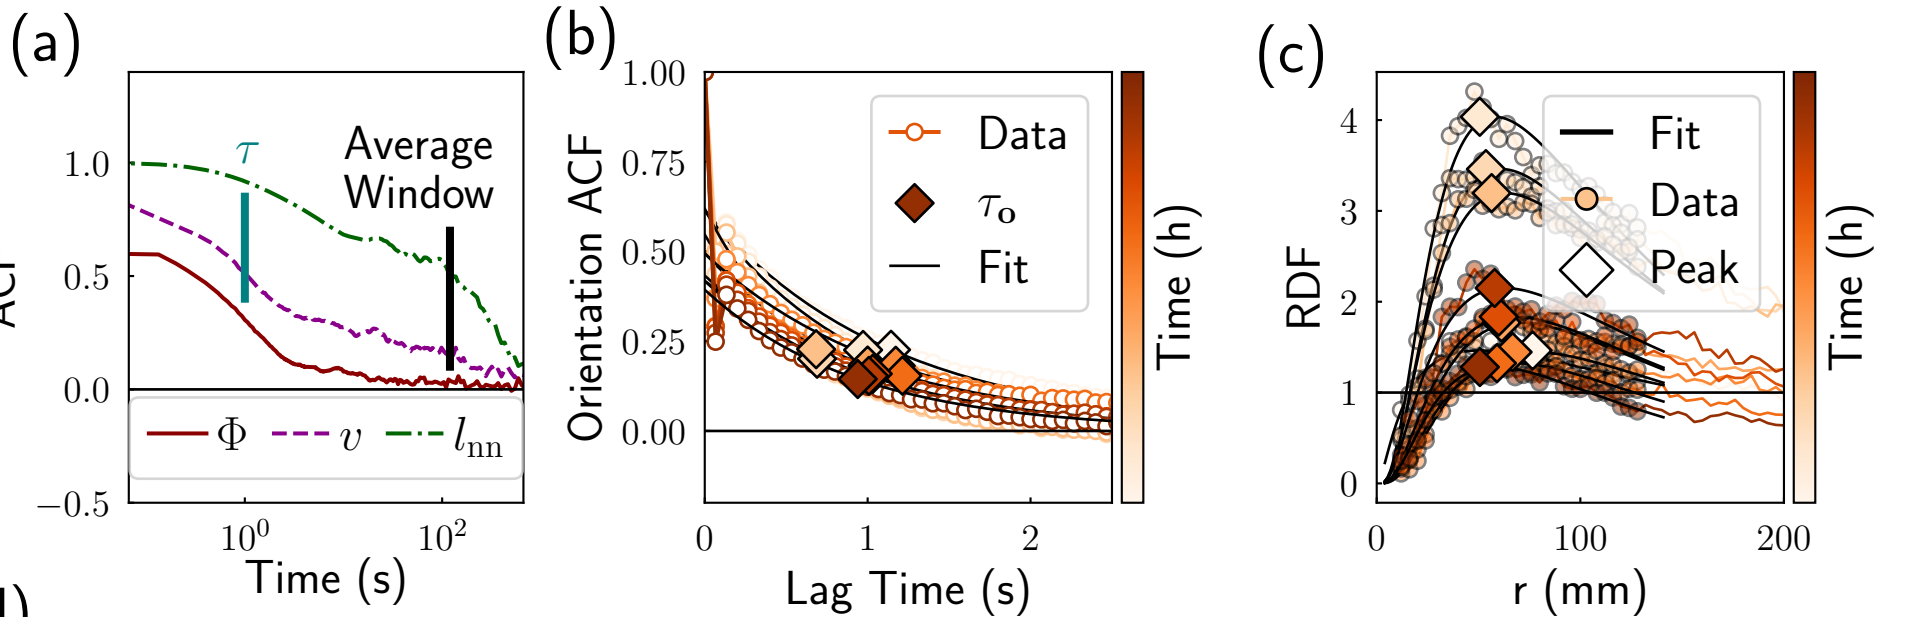 (a)
1.0
0.5
0.0
−0.5
τ
Average
Window
Φ v l_nn
10^0 10^2
Time (s)
(b)
Orientation ACF
1.00
0.75
0.50
0.25
0.00
Data
τ_o
Fit
0 1 2
Lag Time (s)
Time (h)
(c)
RDF
4
3
2
1
0
Fit
Data
Peak
0 100 200
r (mm)
Time (h)